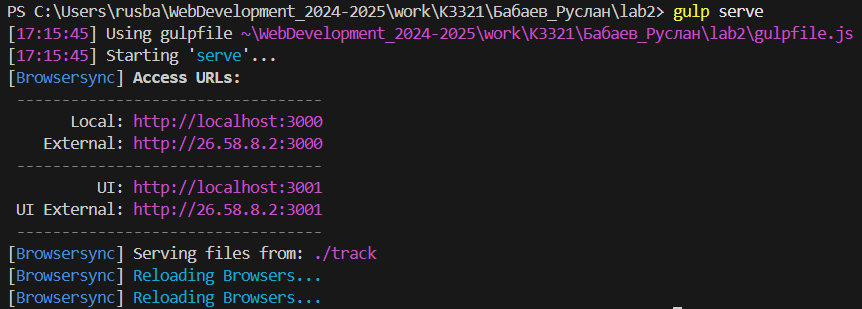 PS C:\Users\rusba\WebDevelopment_2024-2025\work\K3321\Бабаев_Руслан\lab2> gulp serve
[17:15:45] Using gulpfile ~\WebDevelopment_2024-2025\work\K3321\Бабаев_Руслан\lab2\gulpfile.js
[17:15:45] Starting 'serve'...
[Browsersync] Access URLs:
----------------------------------
Local: http://localhost:3000
External: http://26.58.8.2:3000
----------------------------------
UI: http://localhost:3001
UI External: http://26.58.8.2:3001
----------------------------------
[Browsersync] Serving files from: ./track
[Browsersync] Reloading Browsers...
[Browsersync] Reloading Browsers...